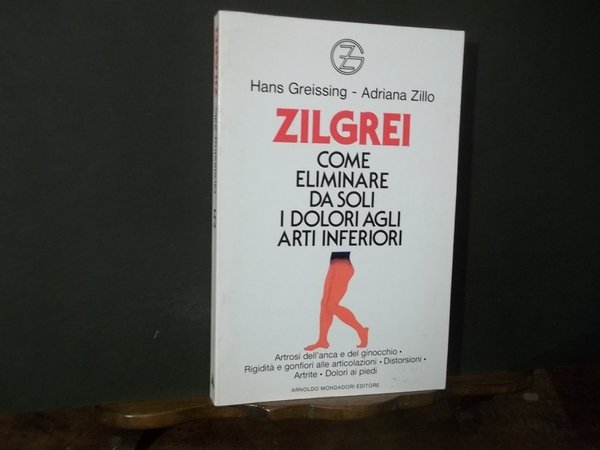 ZG
Hans Greissing - Adriana Zillo
ZILGREI
COME
ELIMINARE
DA SOLI
I DOLORI AGLI
ARTI INFERIORI
Artrosi dell'anca e del ginocchio •
Rigidità e gonfiori alle articolazioni • Distorsioni •
Artrite • Dolori ai piedi
ARNOLDO MONDADORI EDITORE